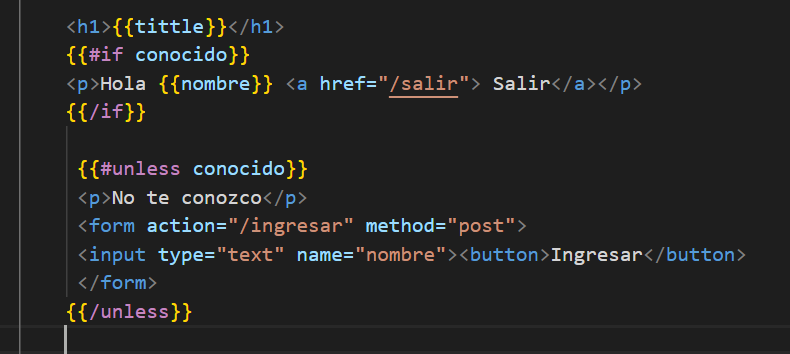 <h1>{{tittle}}</h1>
{{#if conocido}}
<p>Hola {{nombre}} <a href="/salir"> Salir</a></p>
{{/if}}
{{#unless conocido}}
<p>No te conozco</p>
<form action="/ingresar" method="post">
<input type="text" name="nombre"><button>Ingresar</button>
</form>
{{/unless}}